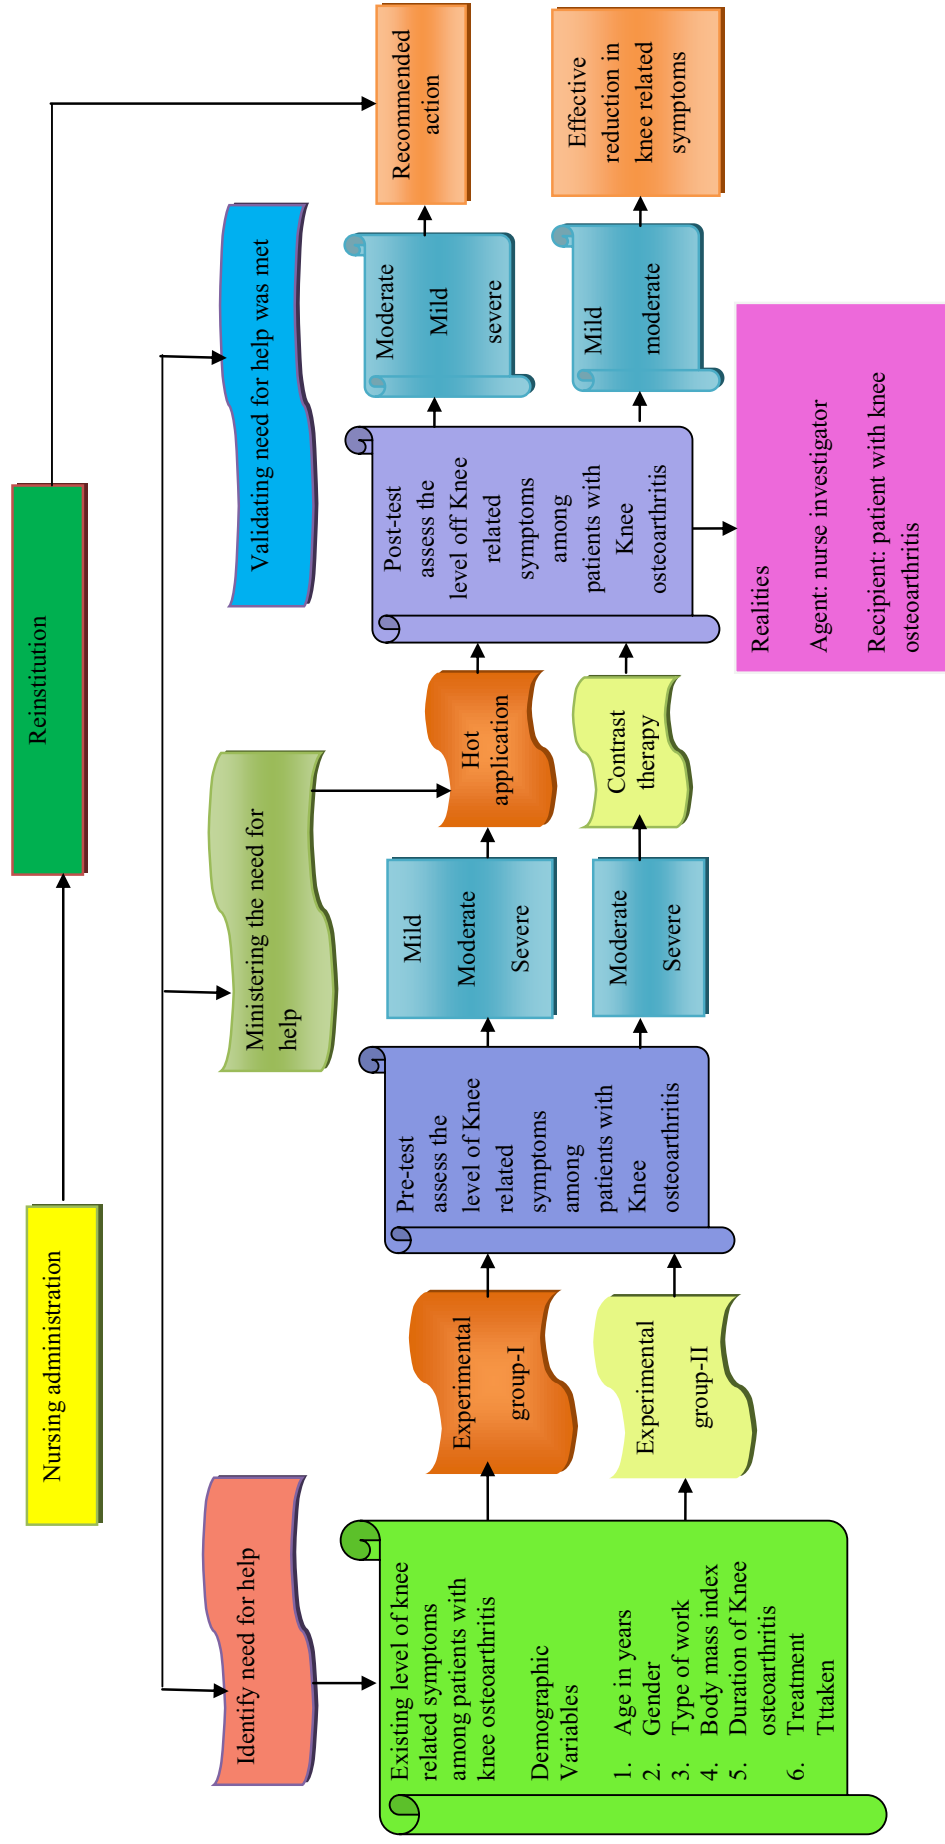 Nursing administration
Reinstitution
Identify need for help
Ministering the need for
help
Validating need for help was met
Existing level of knee
related symptoms
among patients with
knee osteoarthritis
Demographic
Variables
1. Age in years
2. Gender
3. Type of work
4. Body mass index
5. Duration of Knee
osteoarthritis
6. Treatment
Tttaken
Experimental
group-I
Experimental
group-II
Pre-test
assess the
level of Knee
related
symptoms
among
patients with
Knee
osteoarthritis
Mild
Moderate
Severe
Moderate
Severe
Hot
application
Contrast
therapy
Post-test
assess the
level off Knee
related
symptoms
among
patients with
Knee
osteoarthritis
Moderate
Mild
severe
Mild
moderate
Recommended
action
Effective
reduction in
knee related
symptoms
Realities
Agent: nurse investigator
Recipient: patient with knee
osteoarthritis